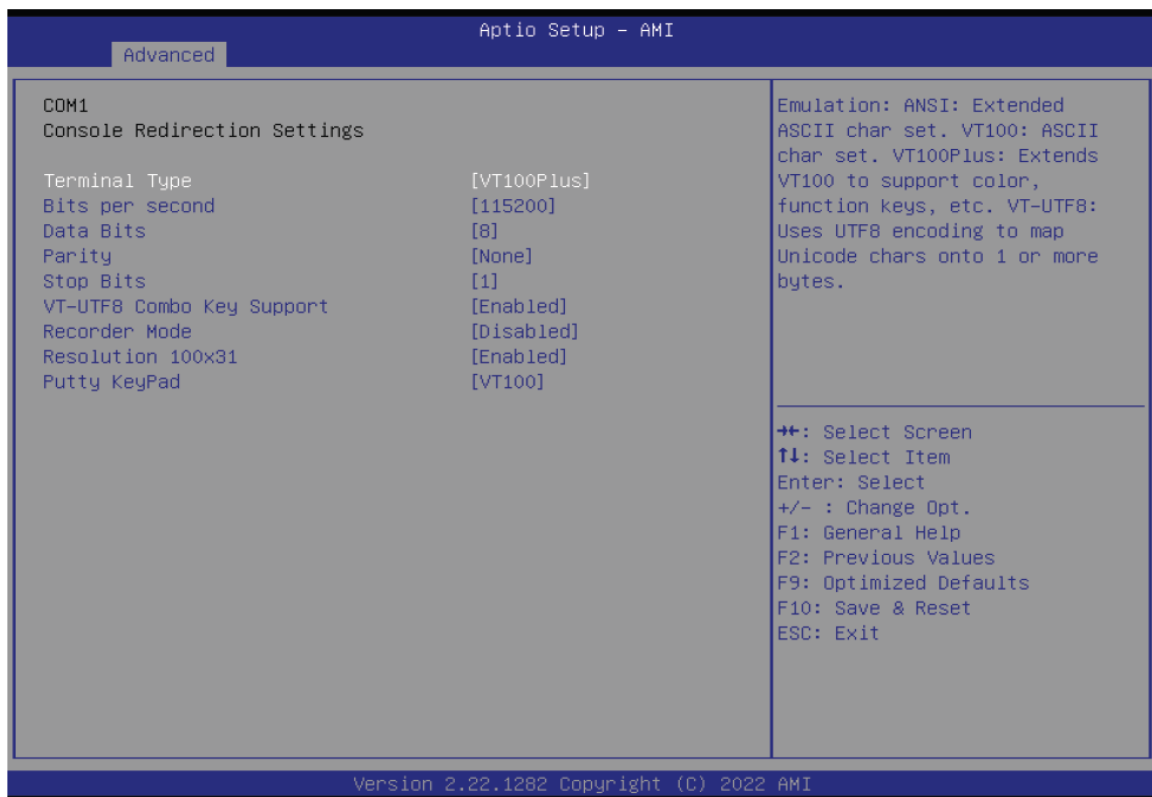 Aptio Setup – AMI
Advanced
COM1
Console Redirection Settings
Terminal Type [VT100Plus]
Bits per second [115200]
Data Bits [8]
Parity [None]
Stop Bits [1]
VT-UTF8 Combo Key Support [Enabled]
Recorder Mode [Disabled]
Resolution 100x31 [Enabled]
Putty KeyPad [VT100]
Emulation: ANSI: Extended
ASCII char set. VT100: ASCII
char set. VT100Plus: Extends
VT100 to support color,
function keys, etc. VT-UTF8:
Uses UTF8 encoding to map
Unicode chars onto 1 or more
bytes.
→←: Select Screen
↑↓: Select Item
Enter: Select
+/- : Change Opt.
F1: General Help
F2: Previous Values
F9: Optimized Defaults
F10: Save & Reset
ESC: Exit
Version 2.22.1282 Copyright (C) 2022 AMI